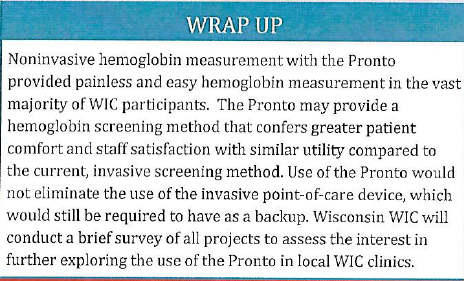 WRAP UP
Noninvasive hemoglobin measurement with the Pronto
provided painless and easy hemoglobin measurement in the vast
majority of WIC participants.  The Pronto may provide a
hemoglobin screening method that confers greater patient
comfort and staff satisfaction with similar utility compared to
the current, invasive screening method. Use of the Pronto would
not eliminate the use of the invasive point-of-care device, which
would still be required to have as a backup. Wisconsin WIC will
conduct a brief survey of all projects to assess the interest in
further exploring the use of the Pronto in local WIC clinics.